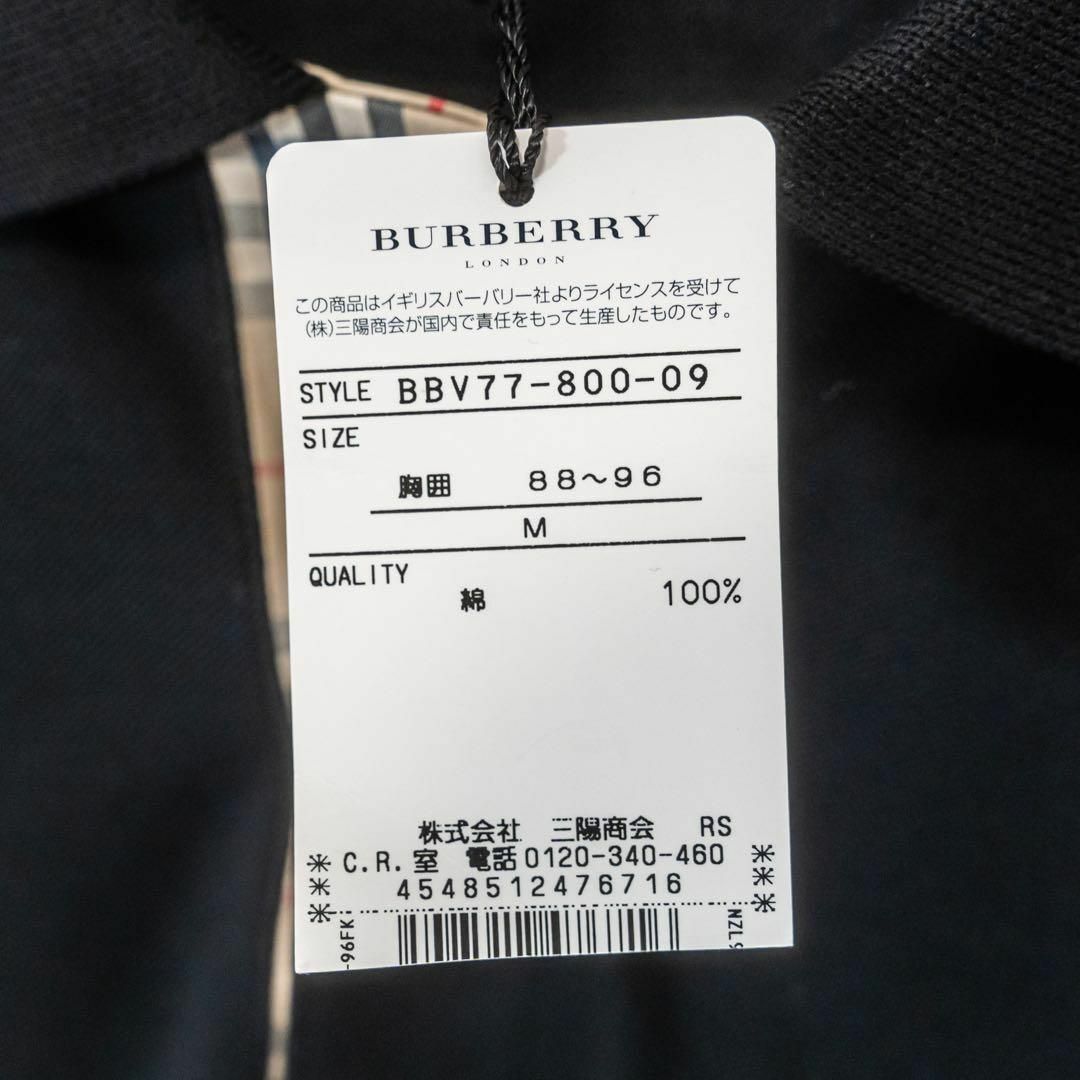 BURBERRY
LONDON
この商品はイギリスバーバリー社よりライセンスを受けて
(株)三陽商会が国内で責任をもって生産したものです。
STYLE BBV77-800-09
SIZE
胸囲 88～96
M
QUALITY
綿 100%
株式会社 三陽商会 RS
C.R.室 電話0120-340-460
4548512476716
-96FK
NZL9